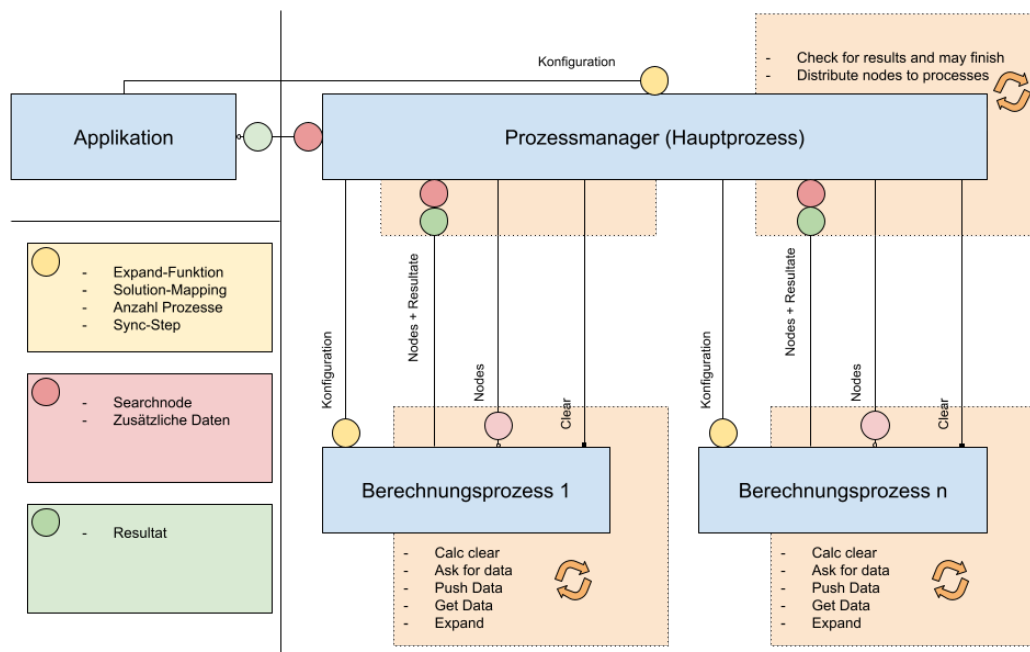 Konfiguration
- Check for results and may finish
- Distribute nodes to processes
Applikation
Prozessmanager (Hauptprozess)
- Expand-Funktion
- Solution-Mapping
- Anzahl Prozesse
- Sync-Step
- Searchnode
- Zusätzliche Daten
- Resultat
Konfiguration
Nodes + Resultate
Nodes
Clear
Konfiguration
Nodes + Resultate
Nodes
Clear
Berechnungsprozess 1
- Calc clear
- Ask for data
- Push Data
- Get Data
- Expand
Berechnungsprozess n
- Calc clear
- Ask for data
- Push Data
- Get Data
- Expand